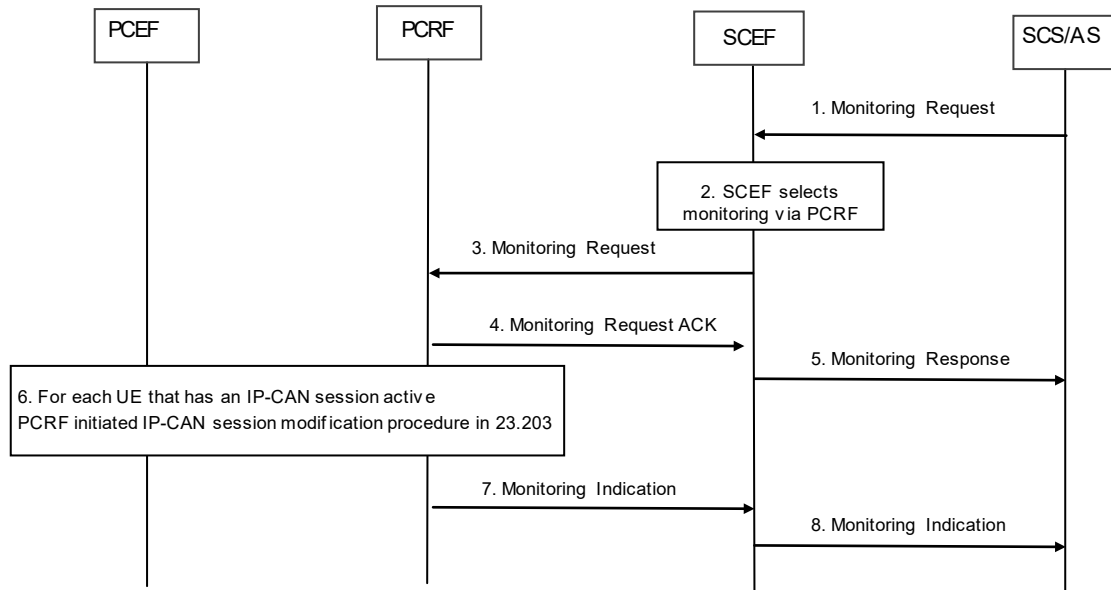 PCEF
PCRF
SCEF
SCS/AS
1. Monitoring Request
2. SCEF selects
monitoring via PCRF
3. Monitoring Request
4. Monitoring Request ACK
5. Monitoring Response
6. For each UE that has an IP-CAN session active
PCRF initiated IP-CAN session modification procedure in 23.203
7. Monitoring Indication
8. Monitoring Indication